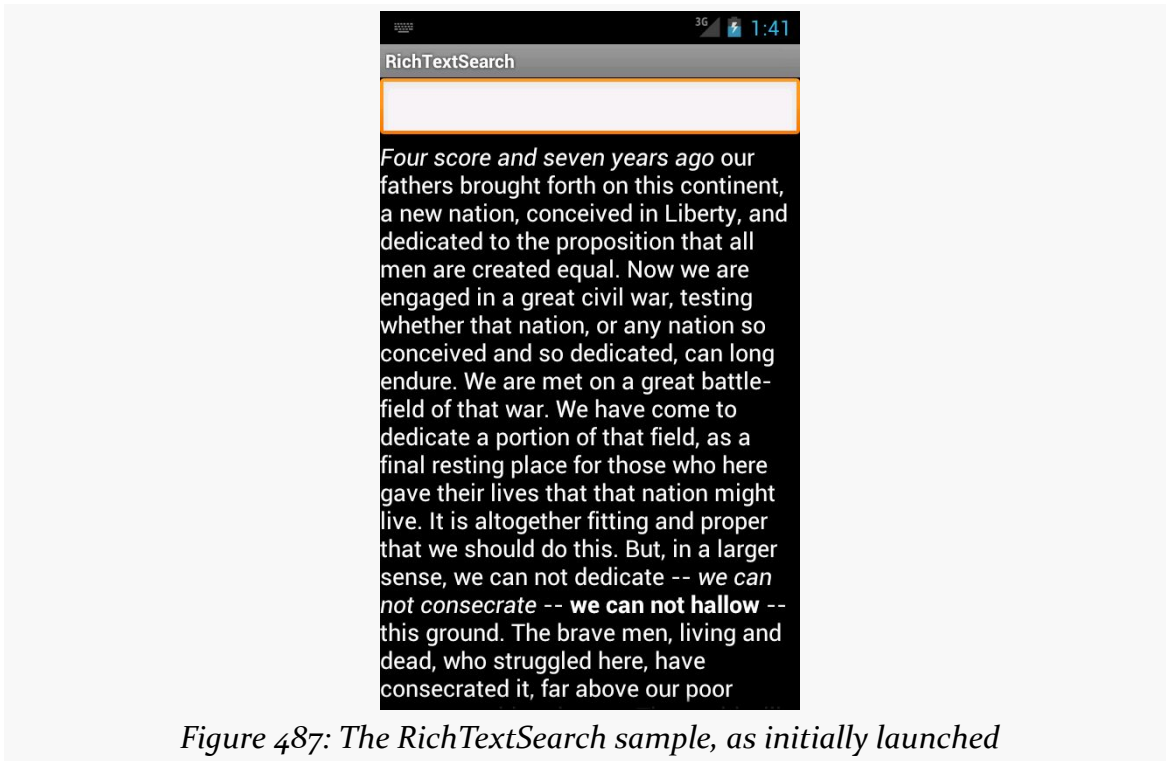 3G 1:41
RichTextSearch
Four score and seven years ago our
fathers brought forth on this continent,
a new nation, conceived in Liberty, and
dedicated to the proposition that all
men are created equal. Now we are
engaged in a great civil war, testing
whether that nation, or any nation so
conceived and so dedicated, can long
endure. We are met on a great battle-
field of that war. We have come to
dedicate a portion of that field, as a
final resting place for those who here
gave their lives that that nation might
live. It is altogether fitting and proper
that we should do this. But, in a larger
sense, we can not dedicate -- we can
not consecrate -- we can not hallow --
this ground. The brave men, living and
dead, who struggled here, have
consecrated it, far above our poor
Figure 487: The RichTextSearch sample, as initially launched